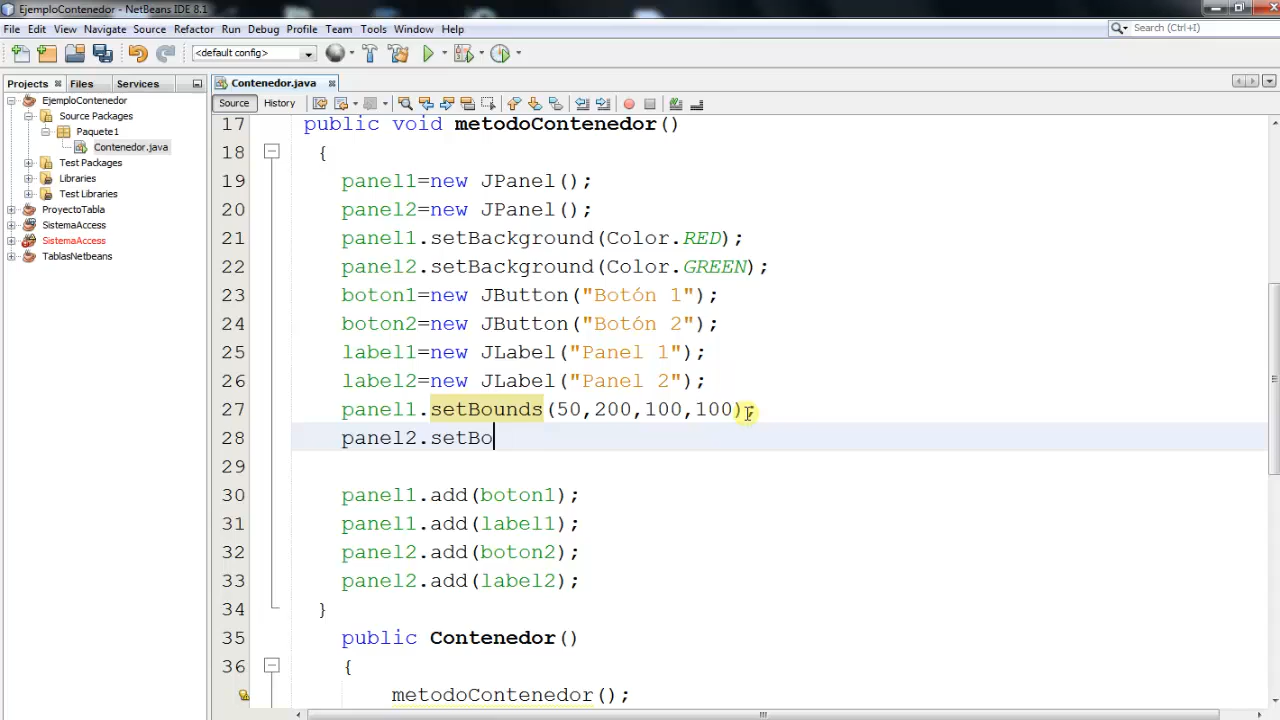 EjemploContenedor - NetBeans IDE 8.1
File Edit View Navigate Source Refactor Run Debug Profile Team Tools Window Help
Search (Ctrl+I)
<default config>
Projects Files Services
Contenedor.java
Source History
EjemploContenedor
Source Packages
Paquete1
Contenedor.java
Test Packages
Libraries
Test Libraries
ProyectoTabla
SistemaAccess
SistemaAccess
TablasNetbeans
17 public void metodoContenedor()
18 {
19 panel1=new JPanel();
20 panel2=new JPanel();
21 panel1.setBackground(Color.RED);
22 panel2.setBackground(Color.GREEN);
23 boton1=new JButton("Botón 1");
24 boton2=new JButton("Botón 2");
25 label1=new JLabel("Panel 1");
26 label2=new JLabel("Panel 2");
27 panel1.setBounds(50,200,100,100);
28 panel2.setBo
29
30 panel1.add(boton1);
31 panel1.add(label1);
32 panel2.add(boton2);
33 panel2.add(label2);
34 }
35 public Contenedor()
36 {
metodoContenedor();